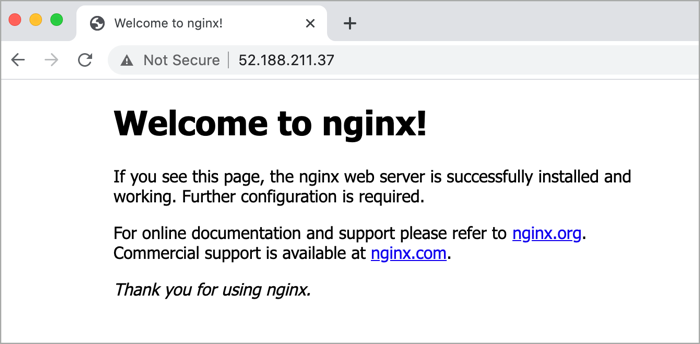 Welcome to nginx!
Not Secure | 52.188.211.37
Welcome to nginx!
If you see this page, the nginx web server is successfully installed and
working. Further configuration is required.
For online documentation and support please refer to nginx.org.
Commercial support is available at nginx.com.
Thank you for using nginx.